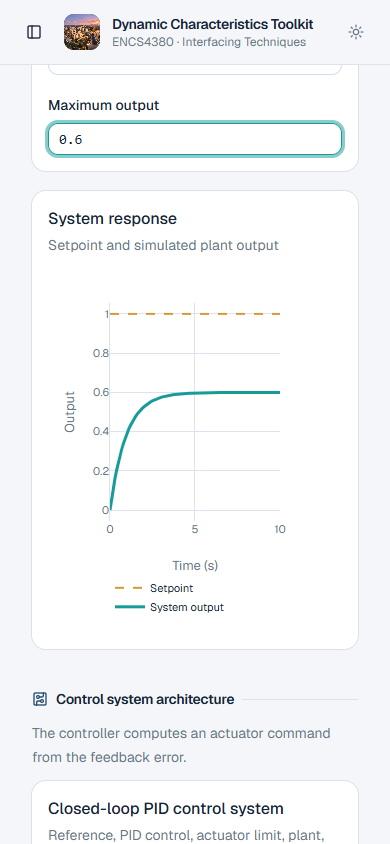 Dynamic Characteristics Toolkit
ENCS4380 · Interfacing Techniques
Maximum output
0.6
System response
Setpoint and simulated plant output
1
0.8
0.6
0.4
0.2
0
Output
0 5 10
Time (s)
Setpoint
System output
Control system architecture
The controller computes an actuator command
from the feedback error.
Closed-loop PID control system
Reference, PID control, actuator limit, plant,